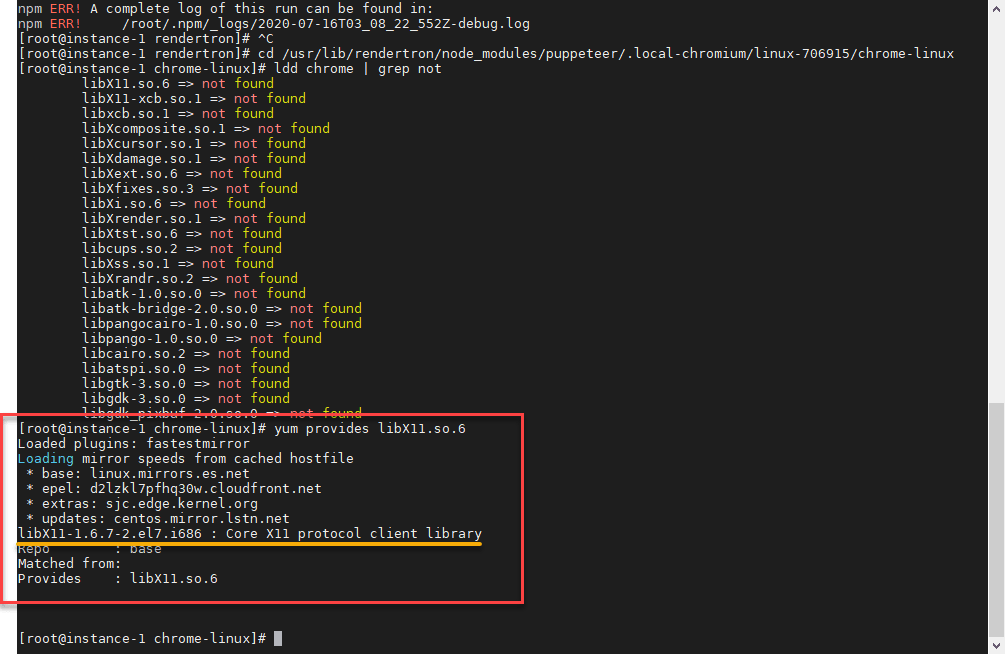 npm ERR! A complete log of this run can be found in:
npm ERR!     /root/.npm/_logs/2020-07-16T03_08_22_552Z-debug.log
[root@instance-1 rendertron]# ^C
[root@instance-1 rendertron]# cd /usr/lib/rendertron/node_modules/puppeteer/.local-chromium/linux-706915/chrome-linux
[root@instance-1 chrome-linux]# ldd chrome | grep not
        libX11.so.6 => not found
        libX11-xcb.so.1 => not found
        libxcb.so.1 => not found
        libXcomposite.so.1 => not found
        libXcursor.so.1 => not found
        libXdamage.so.1 => not found
        libXext.so.6 => not found
        libXfixes.so.3 => not found
        libXi.so.6 => not found
        libXrender.so.1 => not found
        libXtst.so.6 => not found
        libcups.so.2 => not found
        libXss.so.1 => not found
        libXrandr.so.2 => not found
        libatk-1.0.so.0 => not found
        libatk-bridge-2.0.so.0 => not found
        libpangocairo-1.0.so.0 => not found
        libpango-1.0.so.0 => not found
        libcairo.so.2 => not found
        libatspi.so.0 => not found
        libgtk-3.so.0 => not found
        libgdk-3.so.0 => not found
        libgdk_pixbuf-2.0.so.0 => not found
[root@instance-1 chrome-linux]# yum provides libX11.so.6
Loaded plugins: fastestmirror
Loading mirror speeds from cached hostfile
 * base: linux.mirrors.es.net
 * epel: d2lzkl7pfhq30w.cloudfront.net
 * extras: sjc.edge.kernel.org
 * updates: centos.mirror.lstn.net
libX11-1.6.7-2.el7.i686 : Core X11 protocol client library
Repo        : base
Matched from:
Provides    : libX11.so.6
[root@instance-1 chrome-linux]#